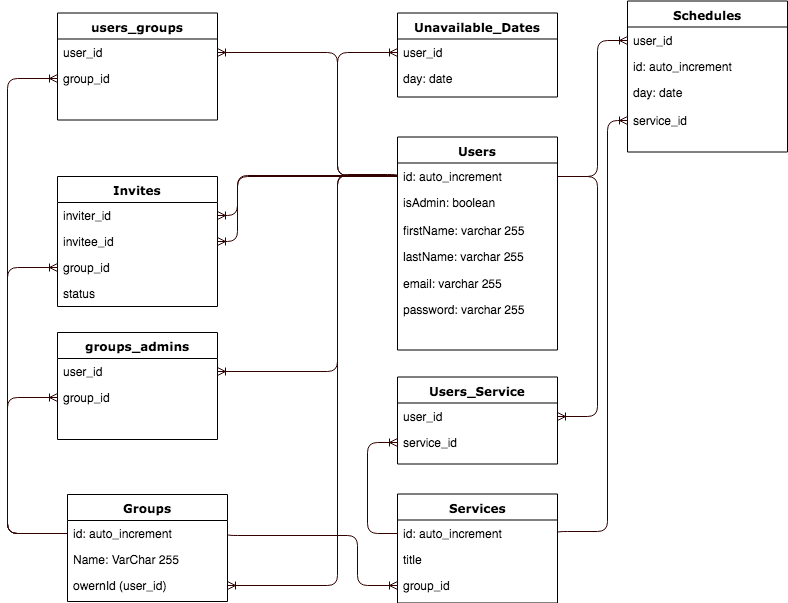 users_groups
user_id
group_id
Unavailable_Dates
user_id
day: date
Schedules
user_id
id: auto_increment
day: date
service_id
Users
id: auto_increment
isAdmin: boolean
firstName: varchar 255
lastName: varchar 255
email: varchar 255
password: varchar 255
Invites
inviter_id
invitee_id
group_id
status
groups_admins
user_id
group_id
Users_Service
user_id
service_id
Groups
id: auto_increment
Name: VarChar 255
owernId (user_id)
Services
id: auto_increment
title
group_id